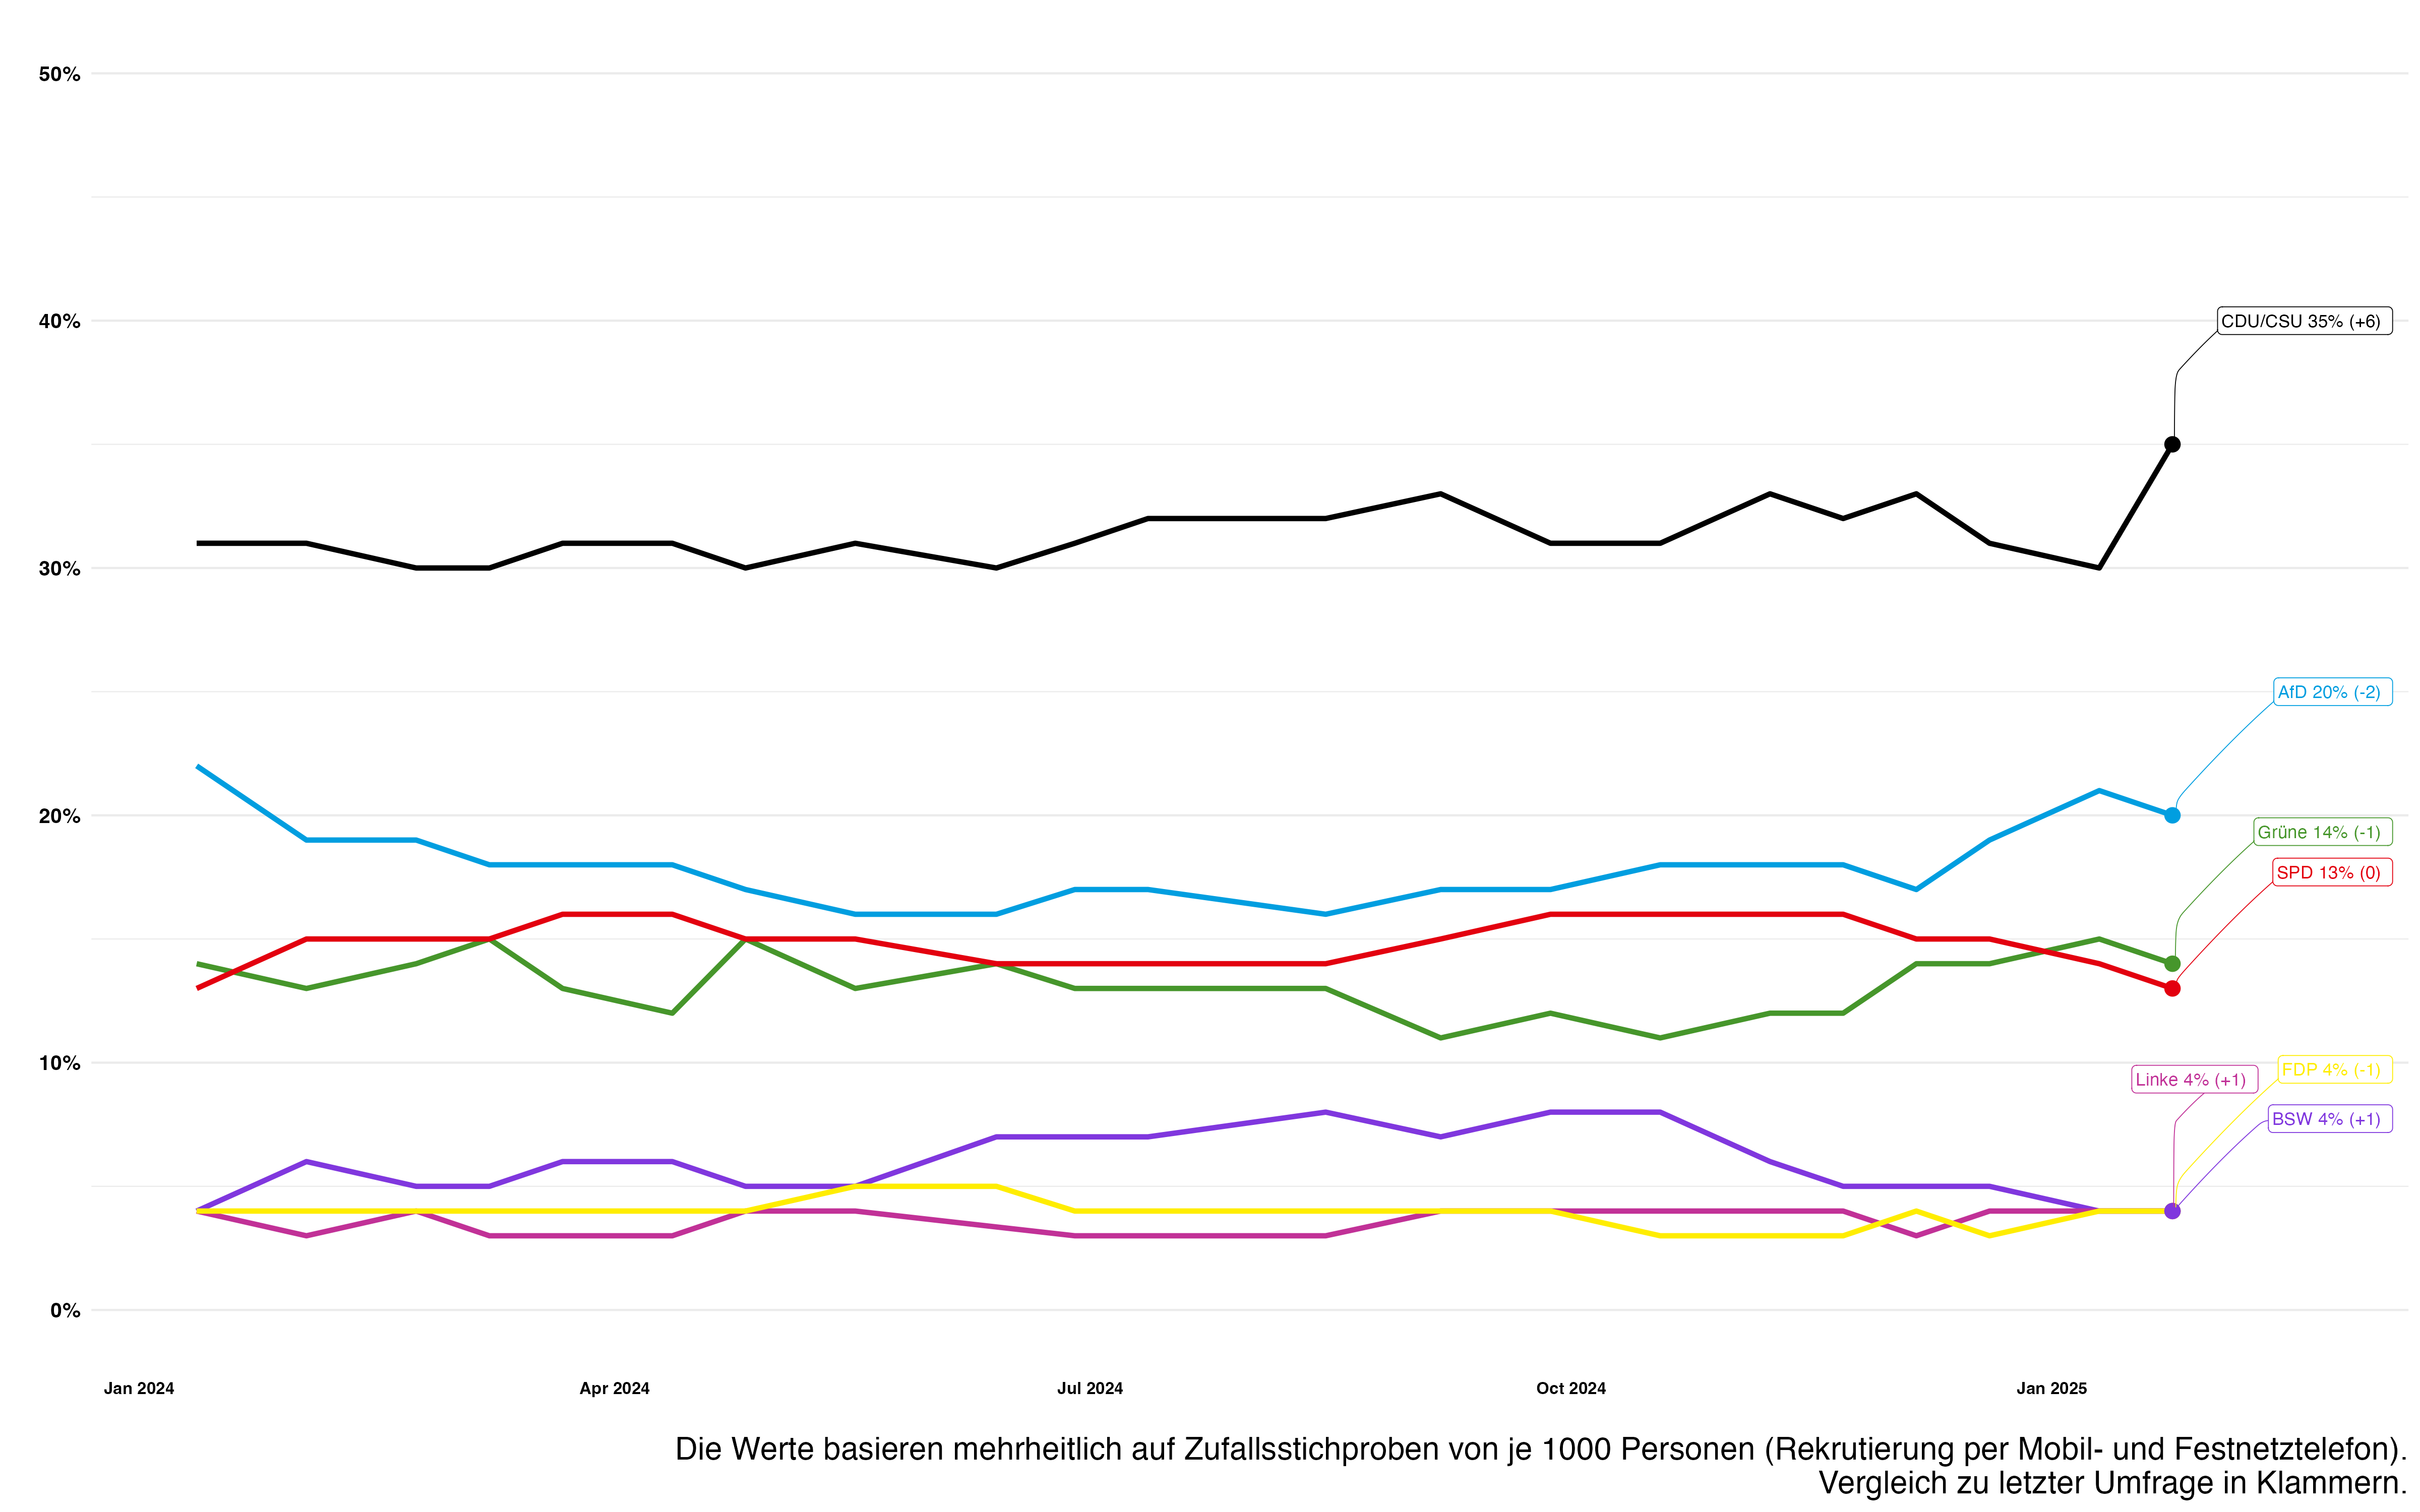 50%
40%
CDU/CSU 35% (+6)
30%
AfD 20% (-2)
20%
Grüne 14% (-1)
SPD 13% (0)
10%
FDP 4% (-1)
Linke 4% (+1)
BSW 4% (+1)
0%
Jan 2024 Apr 2024 Jul 2024 Oct 2024 Jan 2025
Die Werte basieren mehrheitlich auf Zufallsstichproben von je 1000 Personen (Rekrutierung per Mobil- und Festnetztelefon).
Vergleich zu letzter Umfrage in Klammern.